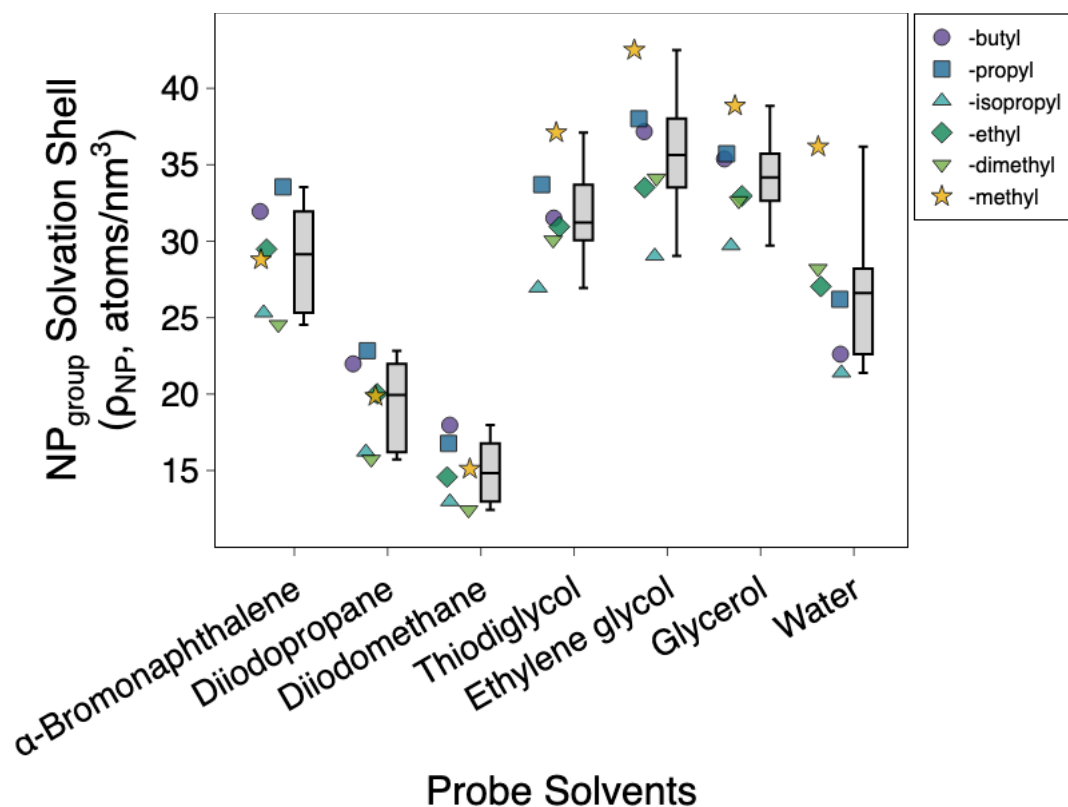 NPgroup Solvation Shell
(ρNP, atoms/nm³)
40
35
30
25
20
15
-butyl
-propyl
-isopropyl
-ethyl
-dimethyl
-methyl
α-Bromonaphthalene
Diiodopropane
Diiodomethane
Thiodiglycol
Ethylene glycol
Glycerol
Water
Probe Solvents